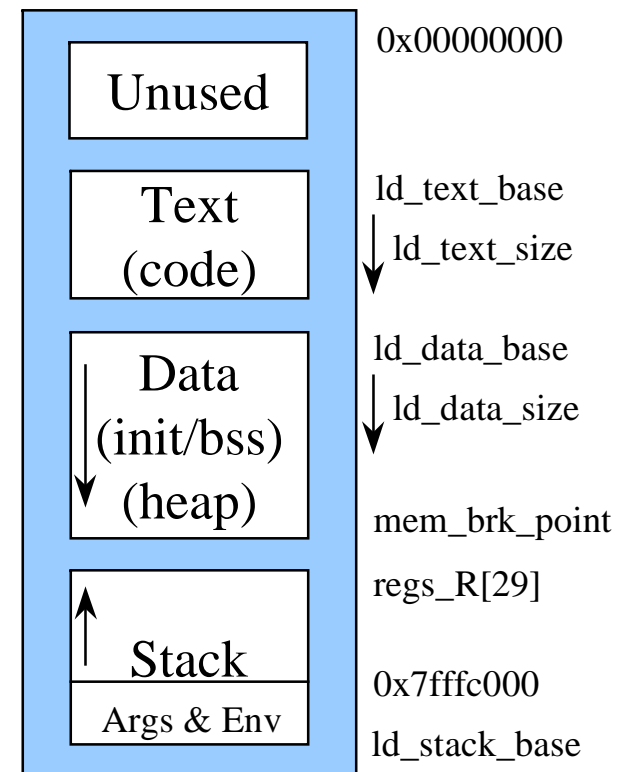 0x00000000
Unused
ld_text_base
Text
(code)
ld_text_size
ld_data_base
Data
(init/bss)
(heap)
ld_data_size
mem_brk_point
regs_R[29]
Stack
0x7fffc000
Args & Env
ld_stack_base